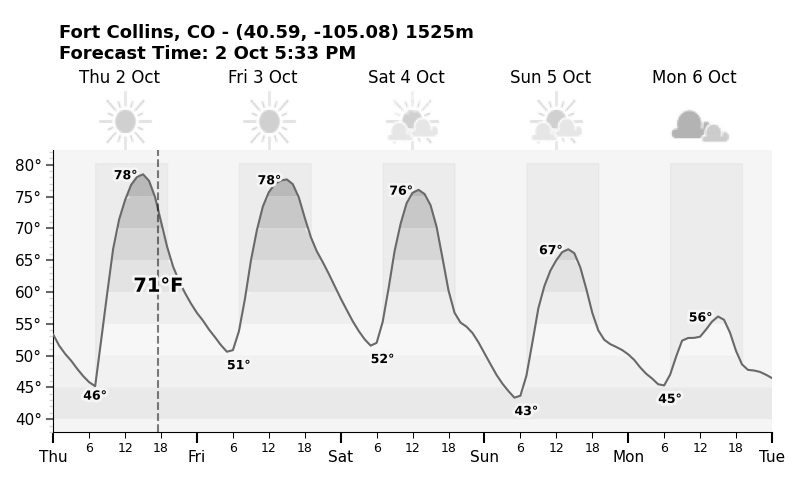 Fort Collins, CO - (40.59, -105.08) 1525m
Forecast Time: 2 Oct 5:33 PM
Thu 2 Oct Fri 3 Oct Sat 4 Oct Sun 5 Oct Mon 6 Oct
80°
78° 78°
76°
75°
70°
67°
65°
71°F
60°
56°
55°
51° 52°
50°
46° 45°
45°
43°
40°
6 12 18 6 12 18 6 12 18 6 12 18 6 12 18
Thu Fri Sat Sun Mon Tue